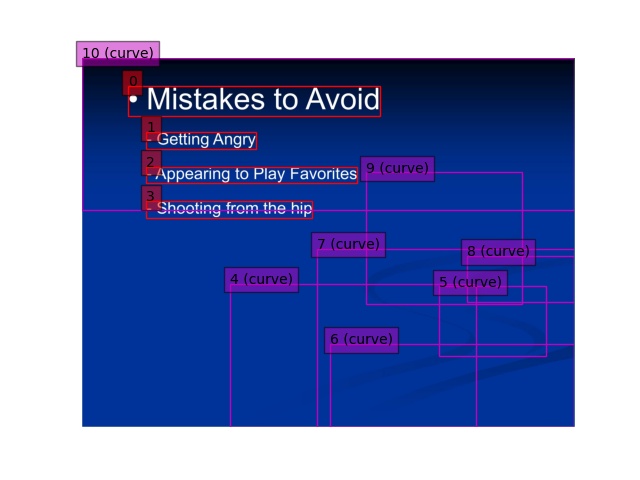 10 (curve)
0
• Mistakes to Avoid
1
- Getting Angry
2
- Appearing to Play Favorites
9 (curve)
3
- Shooting from the hip
7 (curve)
8 (curve)
4 (curve)
5 (curve)
6 (curve)